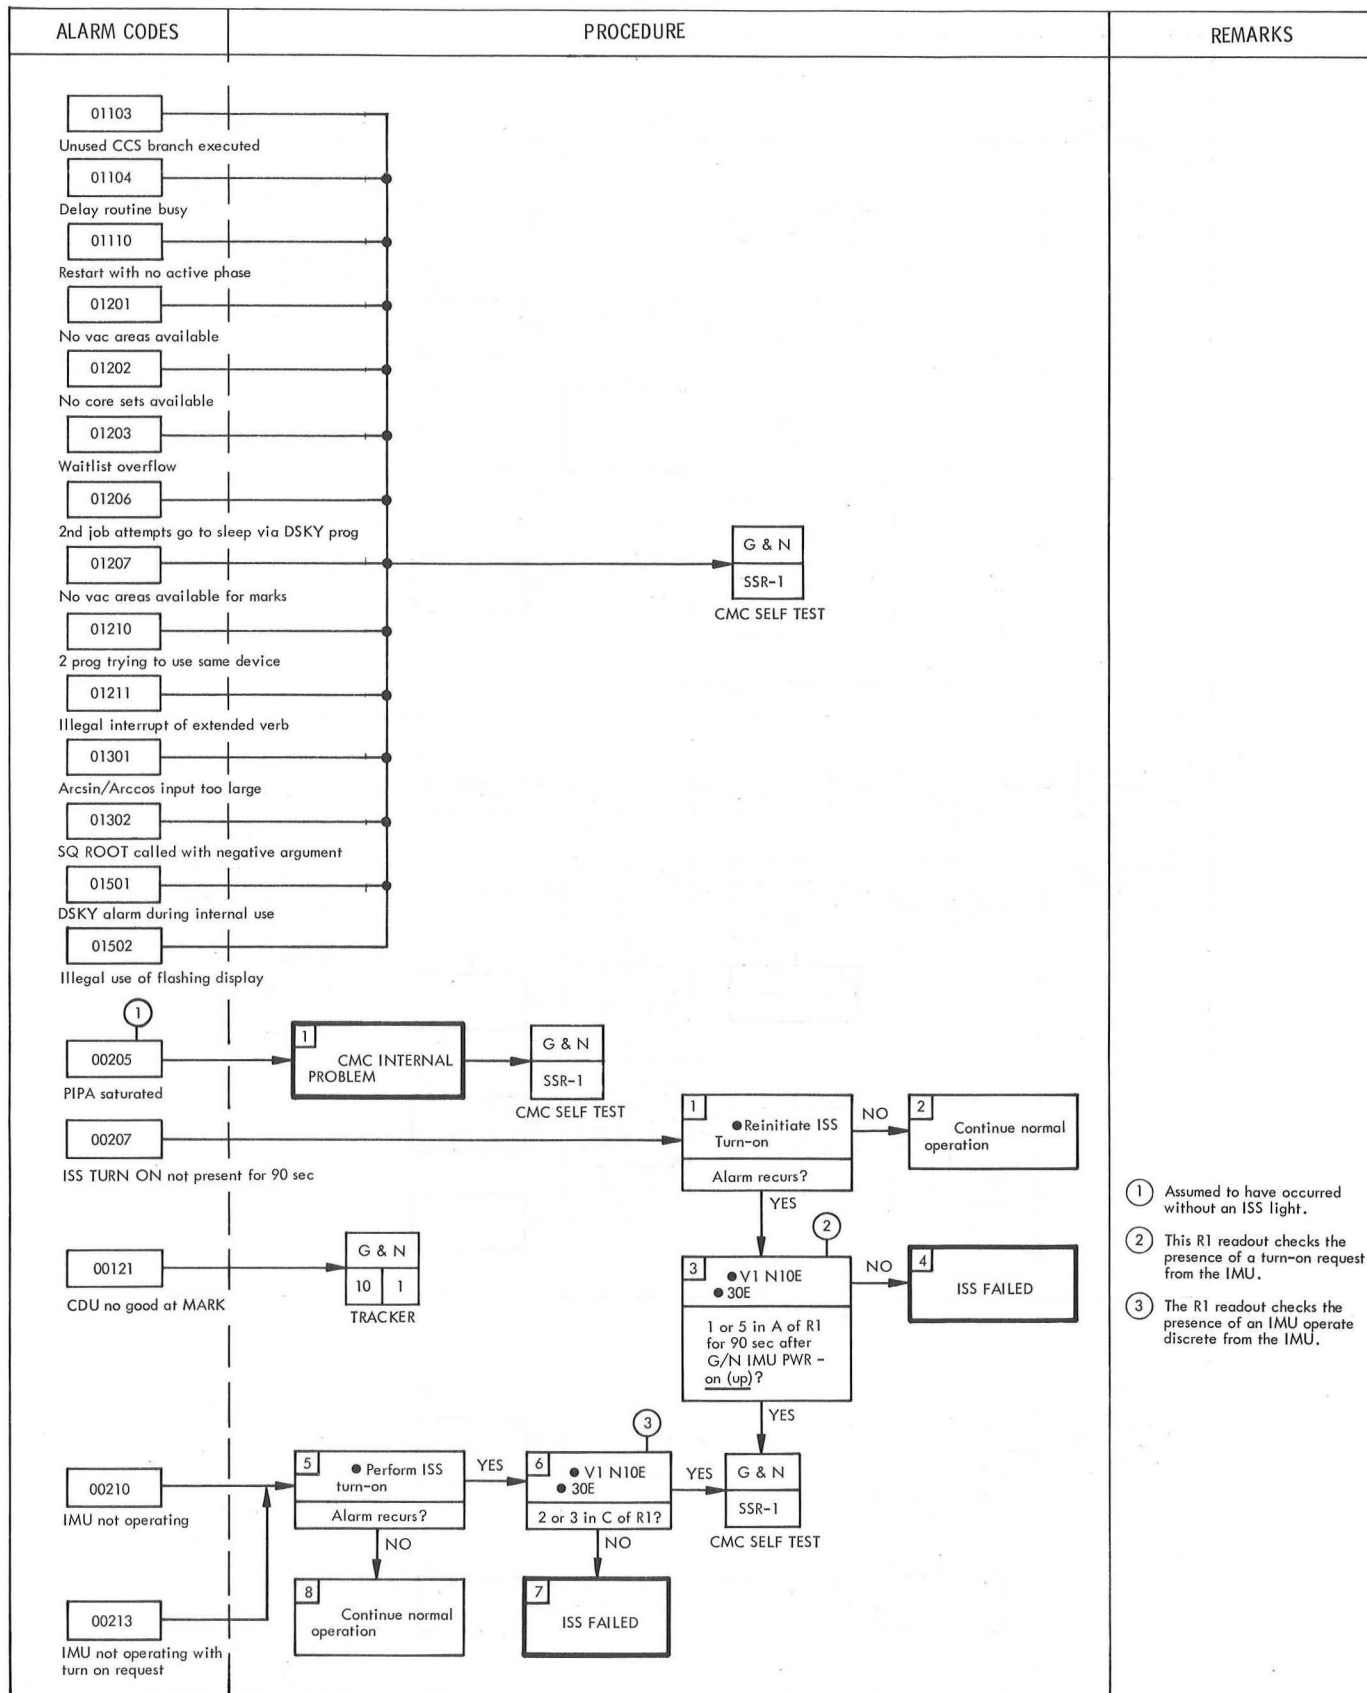 ALARM CODES
PROCEDURE
REMARKS
01103
Unused CCS branch executed
01104
Delay routine busy
01110
Restart with no active phase
01201
No vac areas available
01202
No core sets available
01203
Waitlist overflow
01206
2nd job attempts go to sleep via DSKY prog
01207
No vac areas available for marks
G & N
SSR-1
CMC SELF TEST
01210
2 prog trying to use same device
01211
Illegal interrupt of extended verb
01301
Arcsin/Arccos input too large
01302
SQ ROOT called with negative argument
01501
DSKY alarm during internal use
01502
Illegal use of flashing display
1
00205
PIPA saturated
1
CMC INTERNAL
PROBLEM
G & N
SSR-1
CMC SELF TEST
00207
ISS TURN ON not present for 90 sec
1
● Reinitiate ISS
Turn-on
Alarm recurs?
NO
2
Continue normal
operation
YES
2
3
● V1 N10E
● 30E
1 or 5 in A of R1
for 90 sec after
G/N IMU PWR -
on (up)?
NO
4
ISS FAILED
YES
00121
CDU no good at MARK
G & N
10 1
TRACKER
00210
IMU not operating
00213
IMU not operating with
turn on request
5
● Perform ISS
turn-on
Alarm recurs?
YES
NO
8
Continue normal
operation
3
6
● V1 N10E
● 30E
2 or 3 in C of R1?
YES
NO
7
ISS FAILED
G & N
SSR-1
CMC SELF TEST
1 Assumed to have occurred
without an ISS light.
2 This R1 readout checks the
presence of a turn-on request
from the IMU.
3 The R1 readout checks the
presence of an IMU operate
discrete from the IMU.